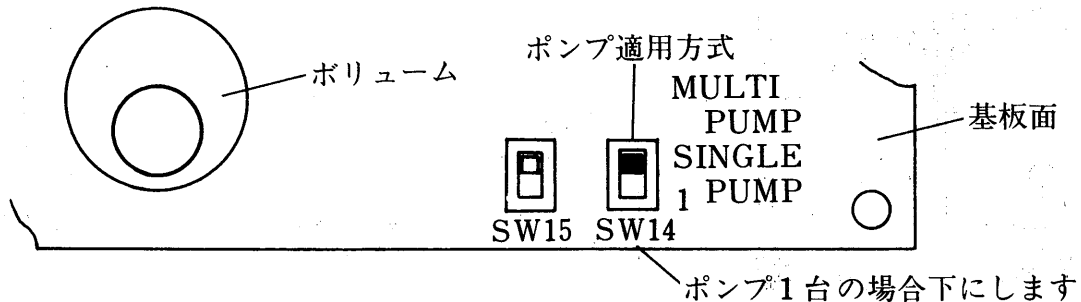 ポンプ適用方式
ボリューム
MULTI
PUMP
基板面
SINGLE
1 PUMP
SW15 SW14
ポンプ1台の場合下にします